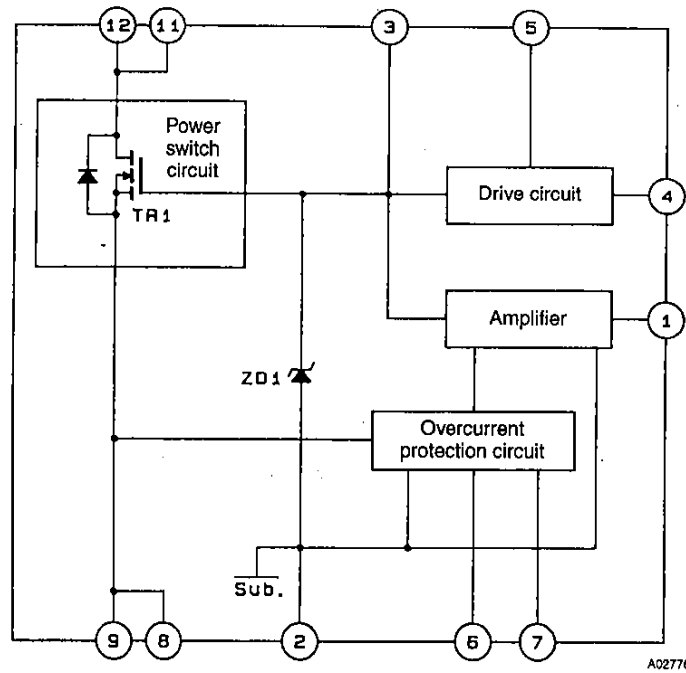 12 11 3 5
Power
switch
circuit
TR1
Drive circuit
4
Amplifier
1
ZD1
Overcurrent
protection circuit
Sub.
9 8 2 6 7
A02776